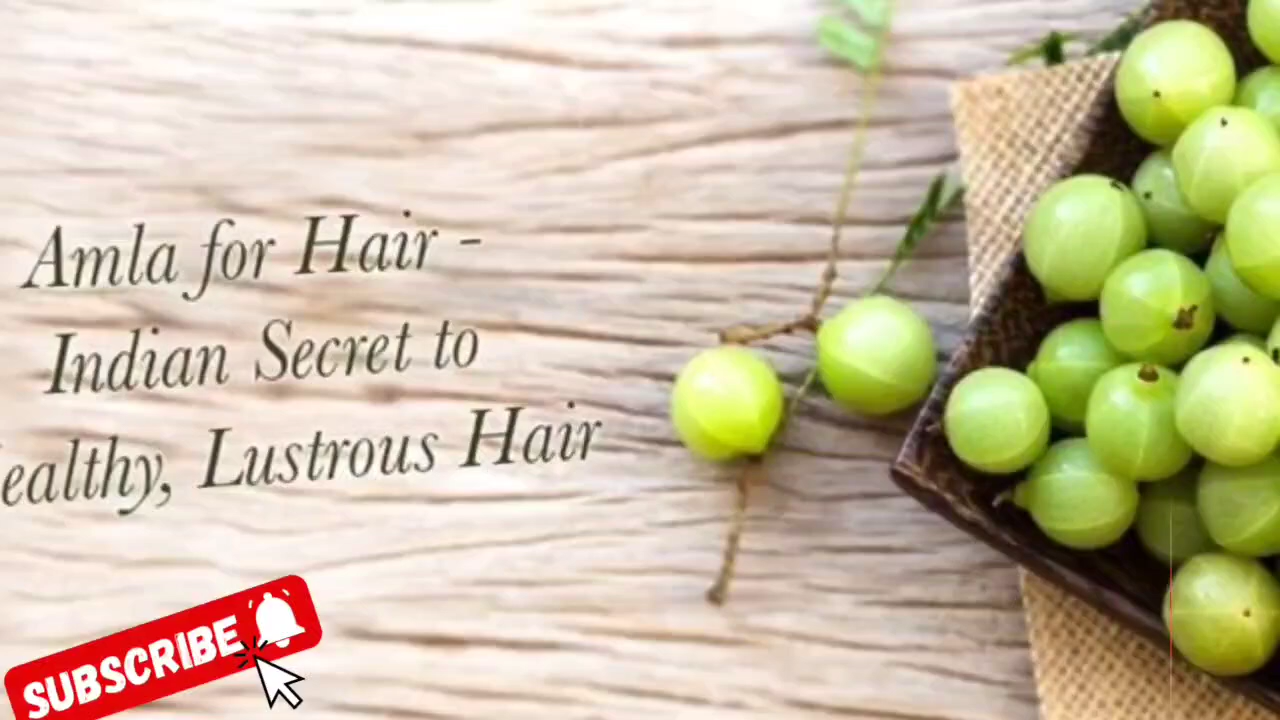 Amla for Hair -
Indian Secret to
ealthy, Lustrous Hair
SUBSCRIBE